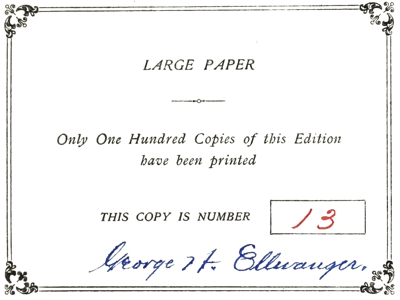 LARGE PAPER
Only One Hundred Copies of this Edition
have been printed
THIS COPY IS NUMBER 13
George H. Ellwanger.